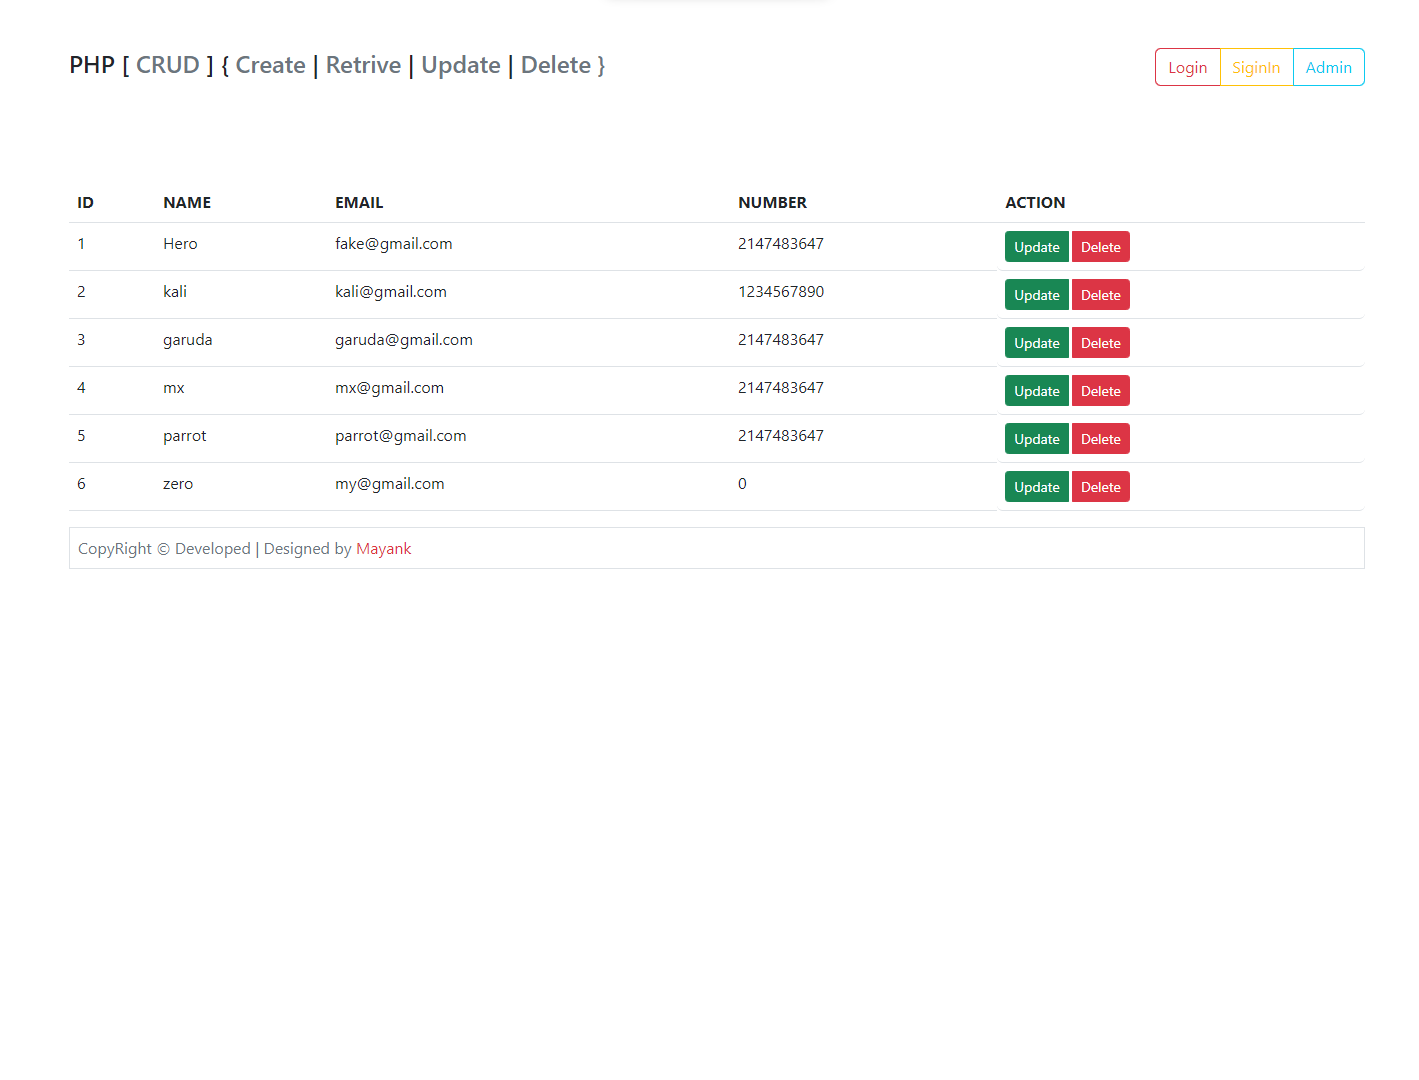 PHP [ CRUD ] { Create | Retrive | Update | Delete }
Login SiginIn Admin
ID NAME EMAIL NUMBER ACTION
1 Hero fake@gmail.com 2147483647 Update Delete
2 kali kali@gmail.com 1234567890 Update Delete
3 garuda garuda@gmail.com 2147483647 Update Delete
4 mx mx@gmail.com 2147483647 Update Delete
5 parrot parrot@gmail.com 2147483647 Update Delete
6 zero my@gmail.com 0 Update Delete
CopyRight © Developed | Designed by Mayank